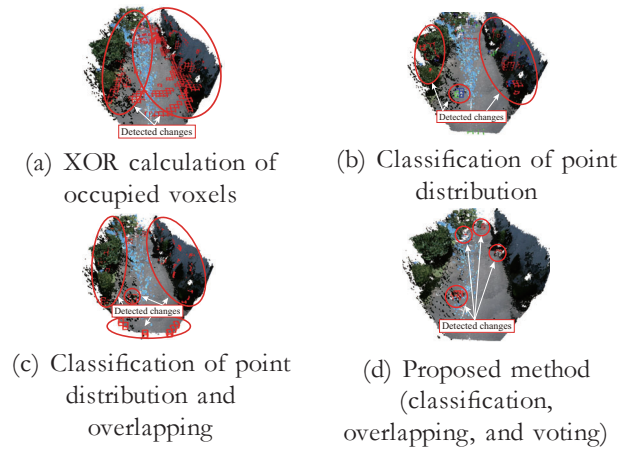 Detected changes
(a) XOR calculation of
occupied voxels
Detected changes
(b) Classification of point
distribution
Detected changes
(c) Classification of point
distribution and
overlapping
Detected changes
(d) Proposed method
(classification,
overlapping, and voting)